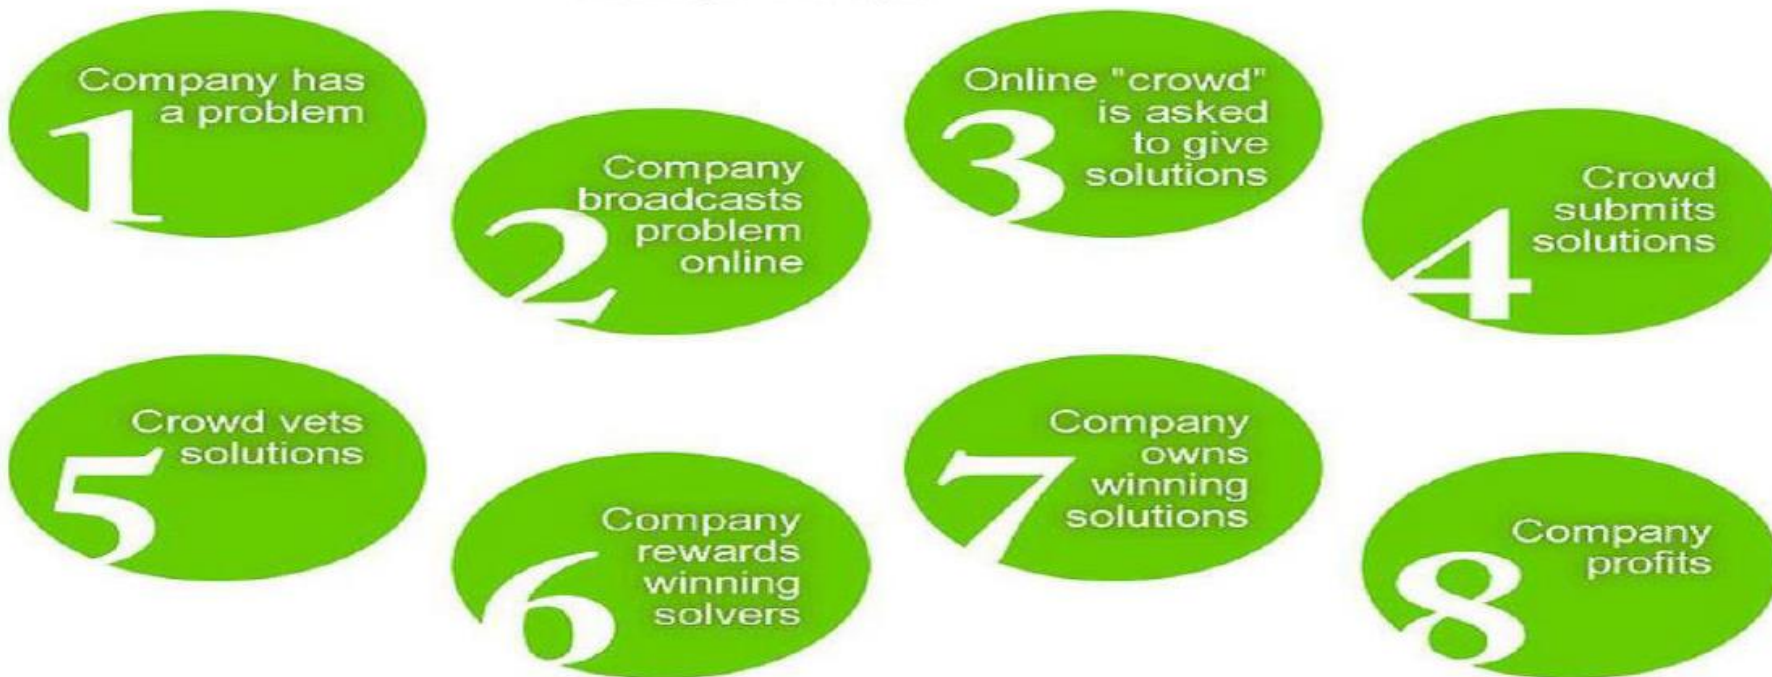 Company has
a problem
1
Company
broadcasts
problem
online
2
Online "crowd"
is asked
to give
solutions
3
Crowd
submits
solutions
4
Crowd vets
solutions
5
Company
rewards
winning
solvers
6
Company
owns
winning
solutions
7
Company
profits
8